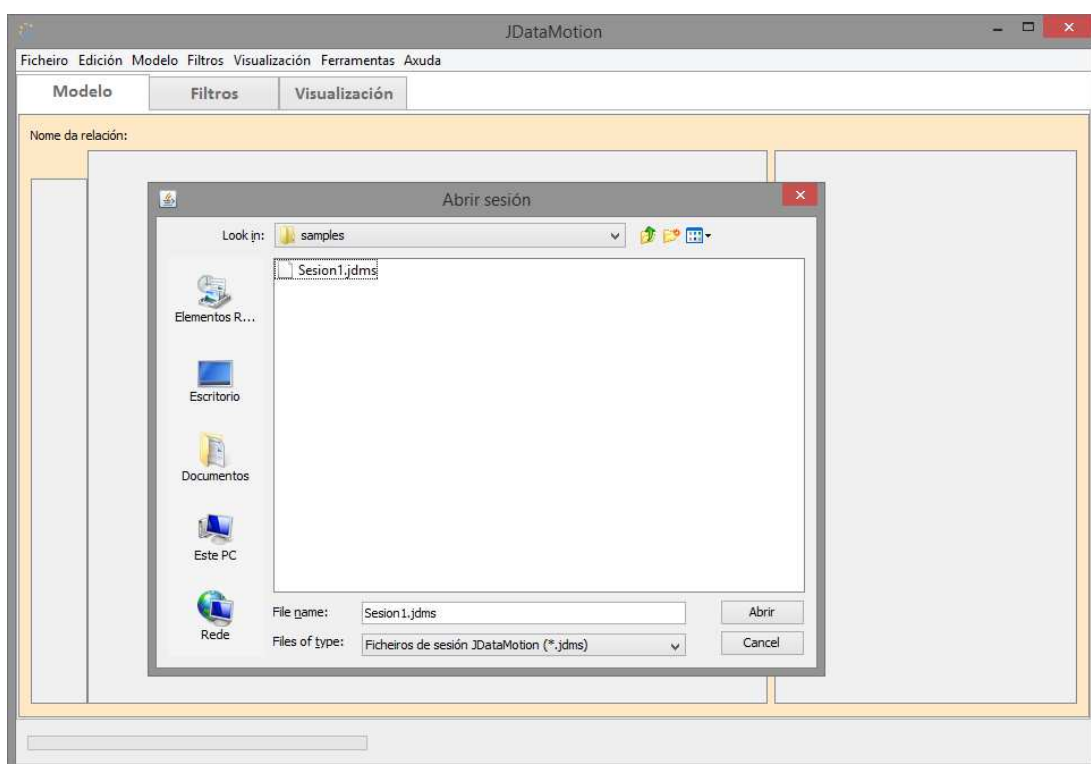 JDataMotion
Ficheiro Edición Modelo Filtros Visualización Ferramentas Axuda
Modelo Filtros Visualización
Nome da relación:
Abrir sesión
Look in: samples
Sesion1.jdms
Elementos R...
Escritorio
Documentos
Este PC
Rede
File name: Sesion1.jdms Abrir
Files of type: Ficheiros de sesión JDataMotion (*.jdms) Cancel